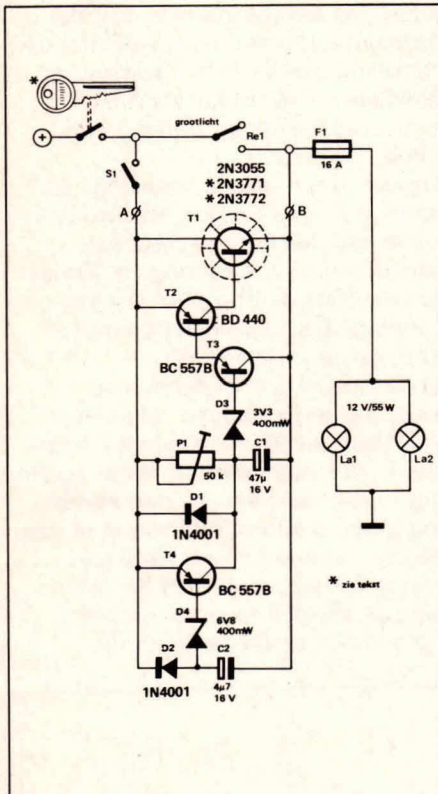 *
grootlicht
Re1
F1
16 A
S1
2N3055
* 2N3771
* 2N3772
A
B
T1
T2
BD 440
T3
BC 557B
D3
3V3
400mW
P1
50 k
C1
47µ
16 V
12 V/55 W
La1
La2
D1
1N4001
T4
BC 557B
* zie tekst
D4
6V8
400mW
D2
C2
1N4001
4µ7
16 V